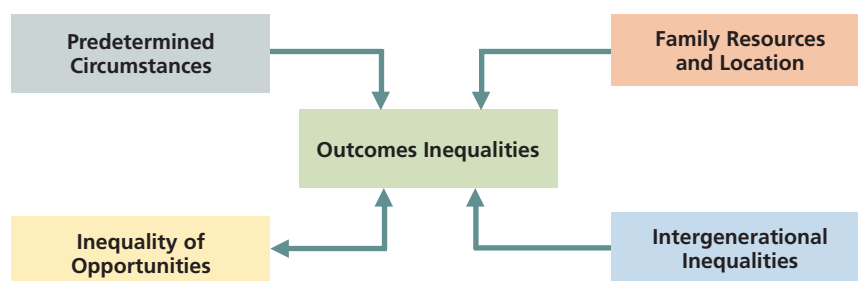 Predetermined
Circumstances
Family Resources
and Location
Outcomes Inequalities
Inequality of
Opportunities
Intergenerational
Inequalities